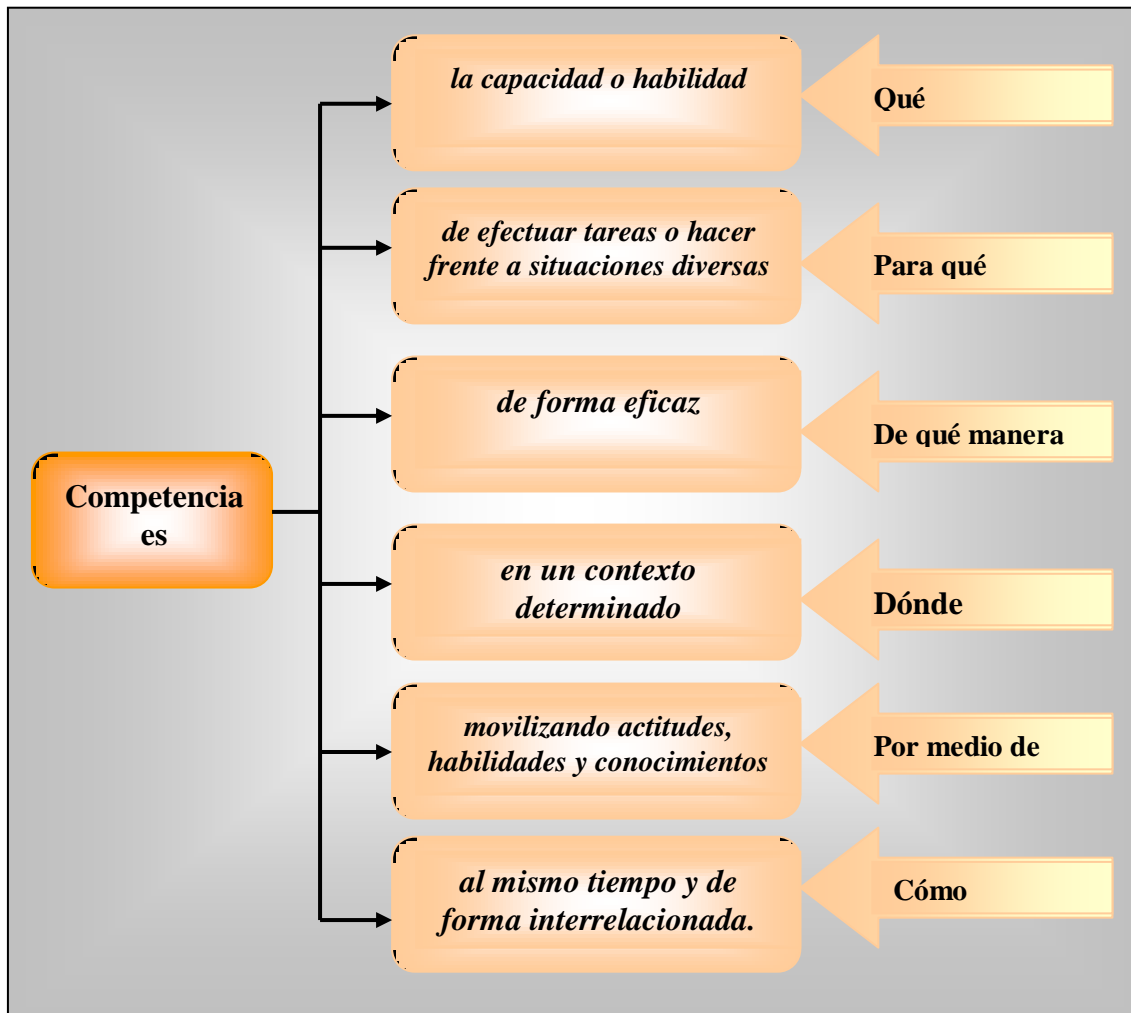 la capacidad o habilidad
Qué
de efectuar tareas o hacer
frente a situaciones diversas
Para qué
de forma eficaz
De qué manera
Competencia
es
en un contexto
determinado
Dónde
movilizando actitudes,
habilidades y conocimientos
Por medio de
al mismo tiempo y de
forma interrelacionada.
Cómo